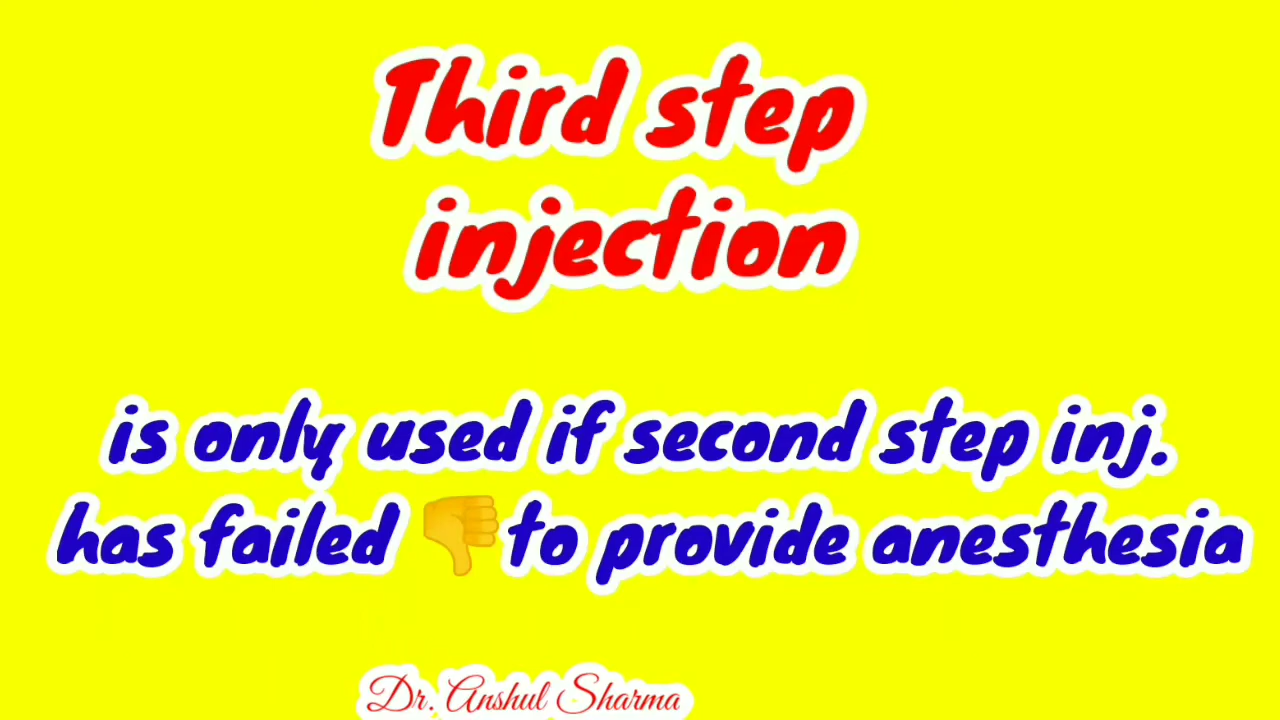 Third step
injection
is only used if second step inj.
has failed 👎to provide anesthesia
Dr. Anshul Sharma